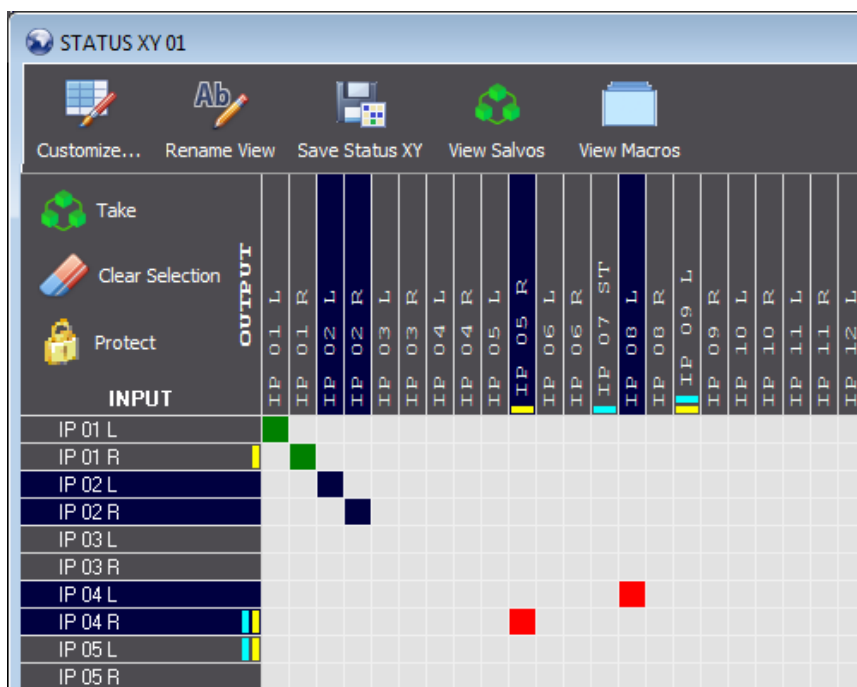 STATUS XY 01
Customize...
Rename View
Save Status XY
View Salvos
View Macros
Take
Clear Selection
Protect
OUTPUT
INPUT
IP 01 L
IP 01 R
IP 02 L
IP 02 R
IP 03 L
IP 03 R
IP 04 L
IP 04 R
IP 05 L
IP 05 R
IP 06 L
IP 06 R
IP 07 ST
IP 08 L
IP 08 R
IP 09 L
IP 09 R
IP 10 L
IP 10 R
IP 11 L
IP 11 R
IP 12 L
IP 01 L
IP 01 R
IP 02 L
IP 02 R
IP 03 L
IP 03 R
IP 04 L
IP 04 R
IP 05 L
IP 05 R